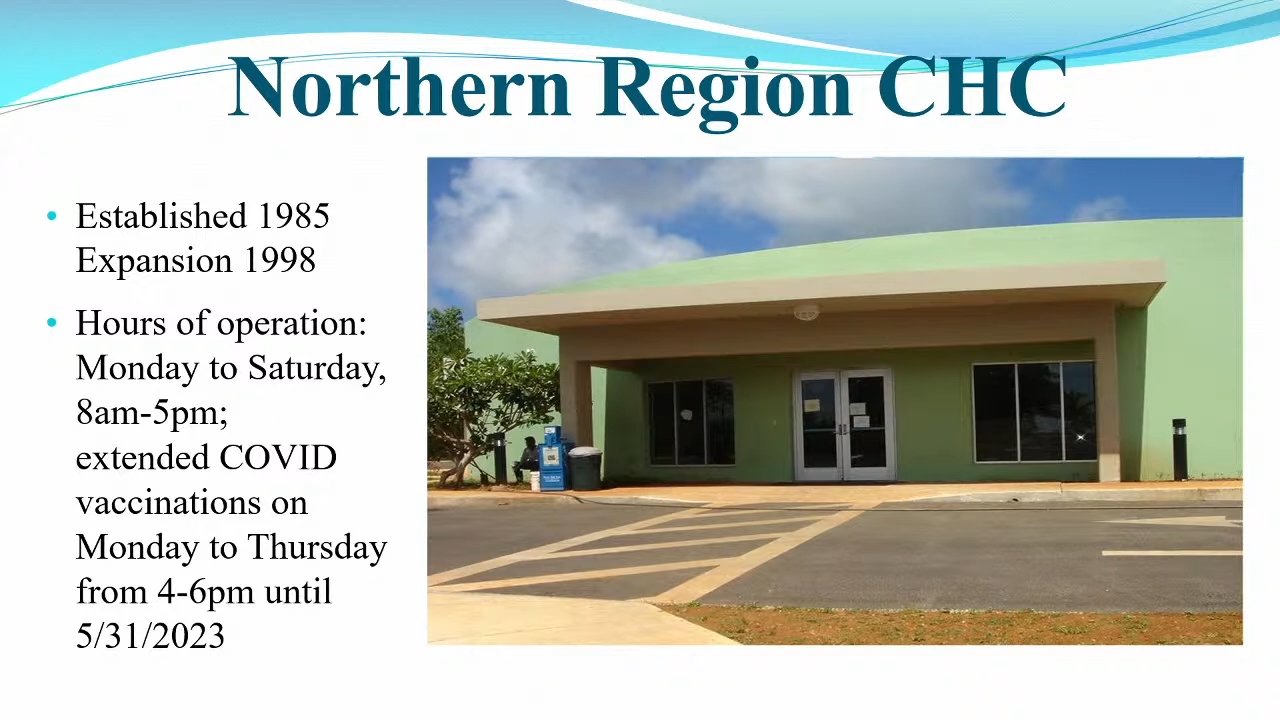 Northern Region CHC
• Established 1985
Expansion 1998
• Hours of operation:
Monday to Saturday,
8am-5pm;
extended COVID
vaccinations on
Monday to Thursday
from 4-6pm until
5/31/2023